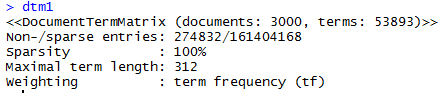 > dtm1
<<DocumentTermMatrix (documents: 3000, terms: 53893)>>
Non-/sparse entries: 274832/161404168
Sparsity           : 100%
Maximal term length: 312
Weighting          : term frequency (tf)